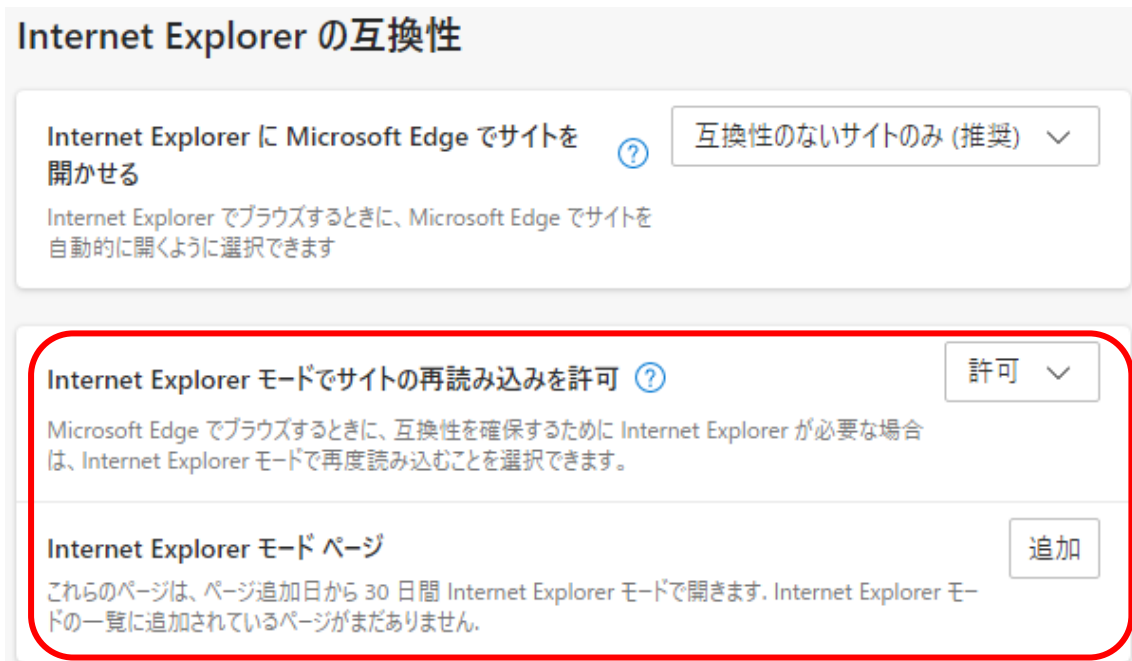 Internet Explorer の互換性
Internet Explorer に Microsoft Edge でサイトを
開かせる
互換性のないサイトのみ (推奨)
Internet Explorer でブラウズするときに、Microsoft Edge でサイトを
自動的に開くように選択できます
Internet Explorer モードでサイトの再読み込みを許可
許可
Microsoft Edge でブラウズするときに、互換性を確保するために Internet Explorer が必要な場合
は、Internet Explorer モードで再度読み込むことを選択できます。
Internet Explorer モード ページ
追加
これらのページは、ページ追加日から 30 日間 Internet Explorer モードで開きます. Internet Explorer モー
ドの一覧に追加されているページがまだありません.